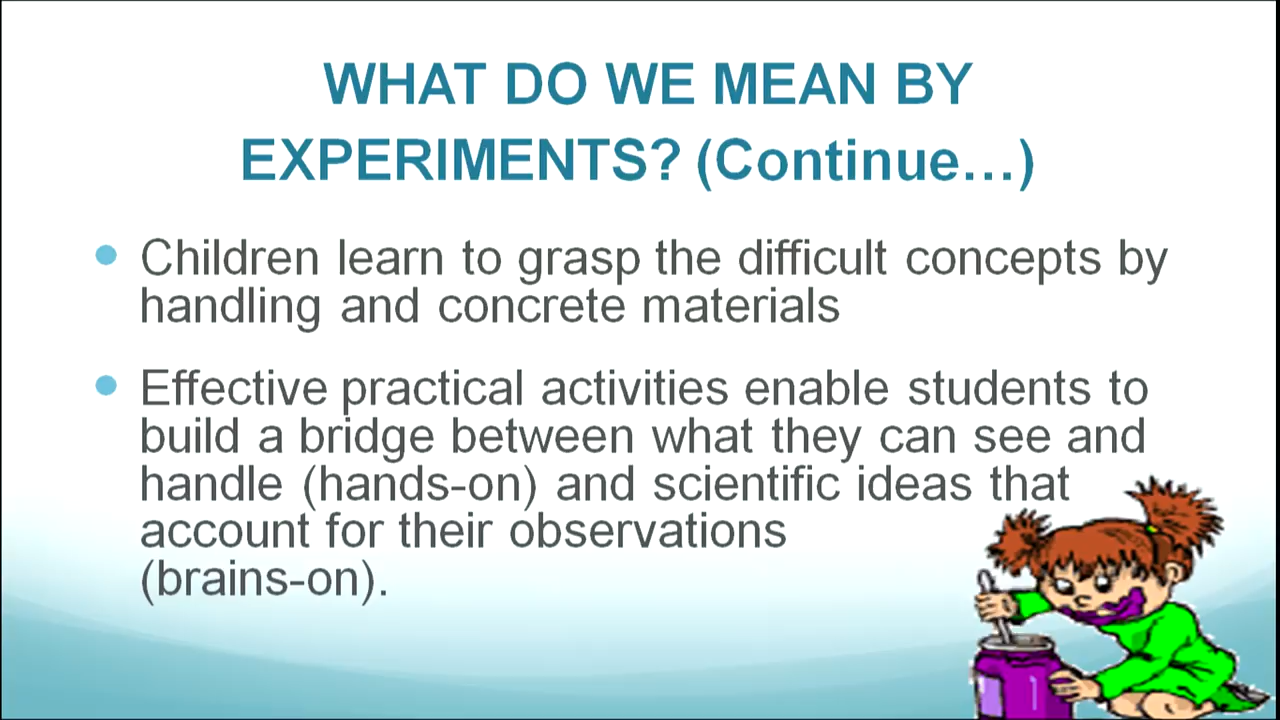 WHAT DO WE MEAN BY
EXPERIMENTS? (Continue…)
Children learn to grasp the difficult concepts by
handling and concrete materials
Effective practical activities enable students to
build a bridge between what they can see and
handle (hands-on) and scientific ideas that
account for their observations
(brains-on).